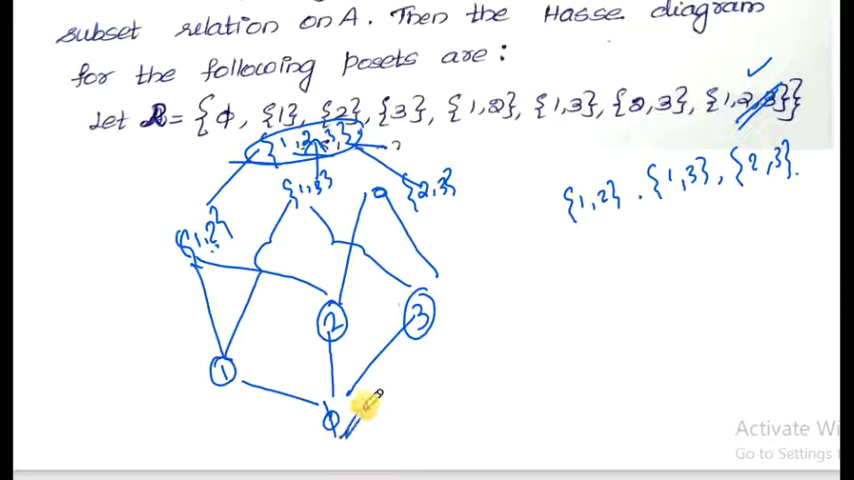 subset relation on A. Then the Hasse diagram
for the following posets are :
Let R = {φ, {1}, {2}, {3}, {1,2}, {1,3}, {2,3}, {1,2,3}}
{1,2,3}
{1,3} {2,3}
{1,2} . {1,3}, {2,3}.
{1,2}
2 3
1
φ
Activate Wi
Go to Settings